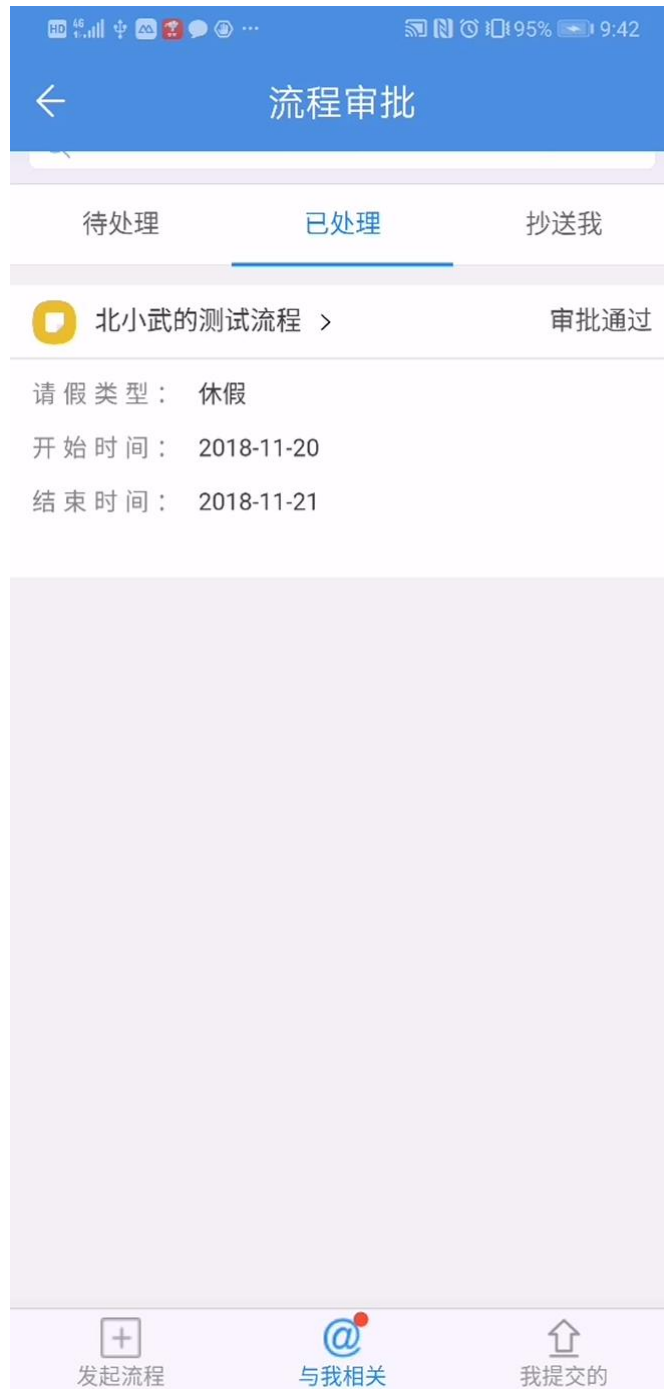 HD 4G 95% 9:42
流程审批
待处理 已处理 抄送我
北小武的测试流程 > 审批通过
请假类型： 休假
开始时间： 2018-11-20
结束时间： 2018-11-21
发起流程 与我相关 我提交的